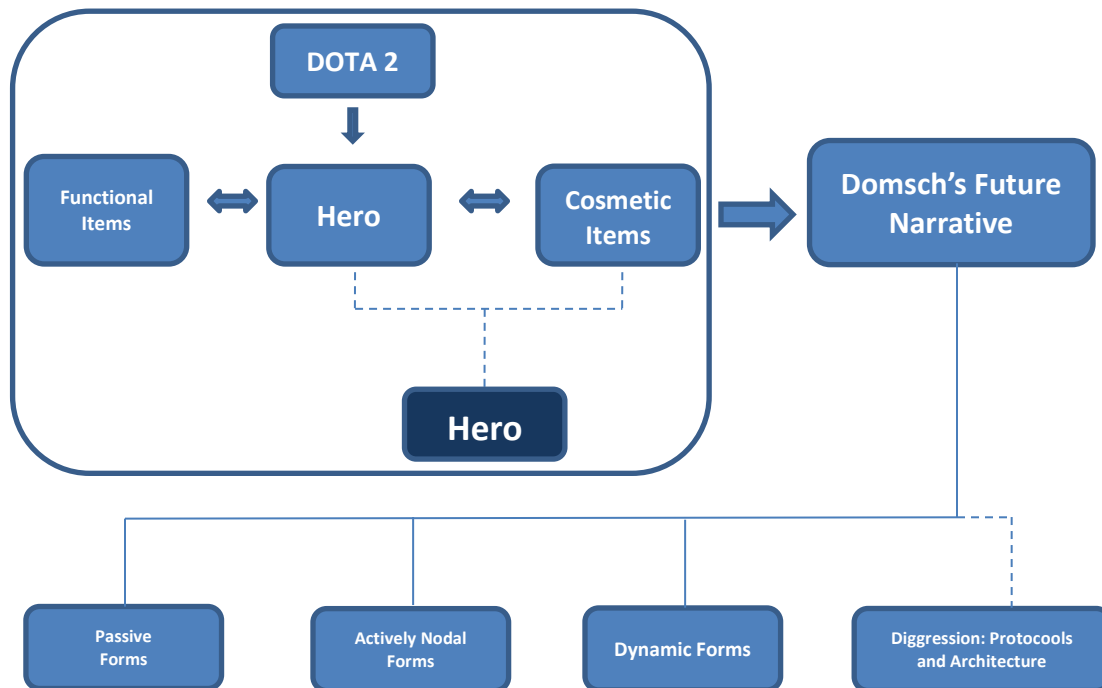 DOTA 2
Functional
Items
Hero
Cosmetic
Items
Domsch's Future
Narrative
Hero
Passive
Forms
Actively Nodal
Forms
Dynamic Forms
Diggression: Protocools
and Architecture